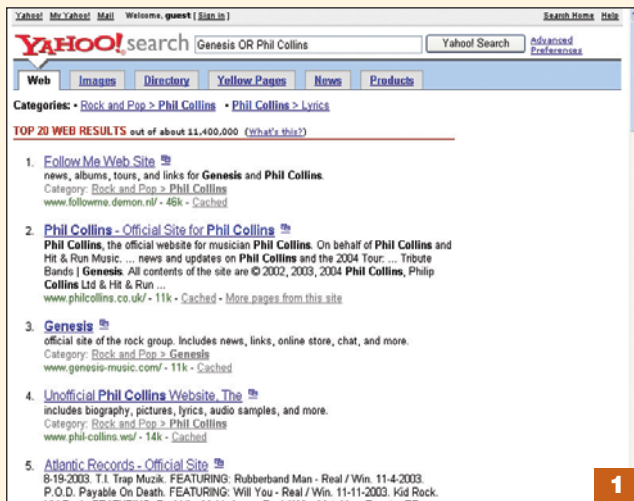 Yahoo! My Yahoo! Mail Welcome, guest [Sign in] Search Home Help
YAHOO! search Genesis OR Phil Collins Yahoo! Search Advanced Preferences
Web Images Directory Yellow Pages News Products
Categories: • Rock and Pop > Phil Collins • Phil Collins > Lyrics
TOP 20 WEB RESULTS out of about 11,400,000 (What's this?)
1. Follow Me Web Site
news, albums, tours, and links for Genesis and Phil Collins.
Category: Rock and Pop > Phil Collins
www.followme.demon.nl/ - 46k - Cached
2. Phil Collins - Official Site for Phil Collins
Phil Collins, the official website for musician Phil Collins. On behalf of Phil Collins and
Hit & Run Music. ... news and updates on Phil Collins and the 2004 Tour: ... Tribute
Bands | Genesis. All contents of the site are © 2002, 2003, 2004 Phil Collins, Philip
Collins Ltd & Hit & Run ...
www.philcollins.co.uk/ - 11k - Cached - More pages from this site
3. Genesis
official site of the rock group. Includes news, links, online store, chat, and more.
Category: Rock and Pop > Genesis
www.genesis-music.com/ - 11k - Cached
4. Unofficial Phil Collins Website, The
includes biography, pictures, lyrics, audio samples, and more.
Category: Rock and Pop > Phil Collins
www.phil-collins.ws/ - 14k - Cached
5. Atlantic Records - Official Site
8-19-2003. T.I. Trap Muzik. FEATURING: Rubberband Man - Real / Win. 11-4-2003.
P.O.D. Payable On Death. FEATURING: Will You - Real / Win. 11-11-2003. Kid Rock.
1